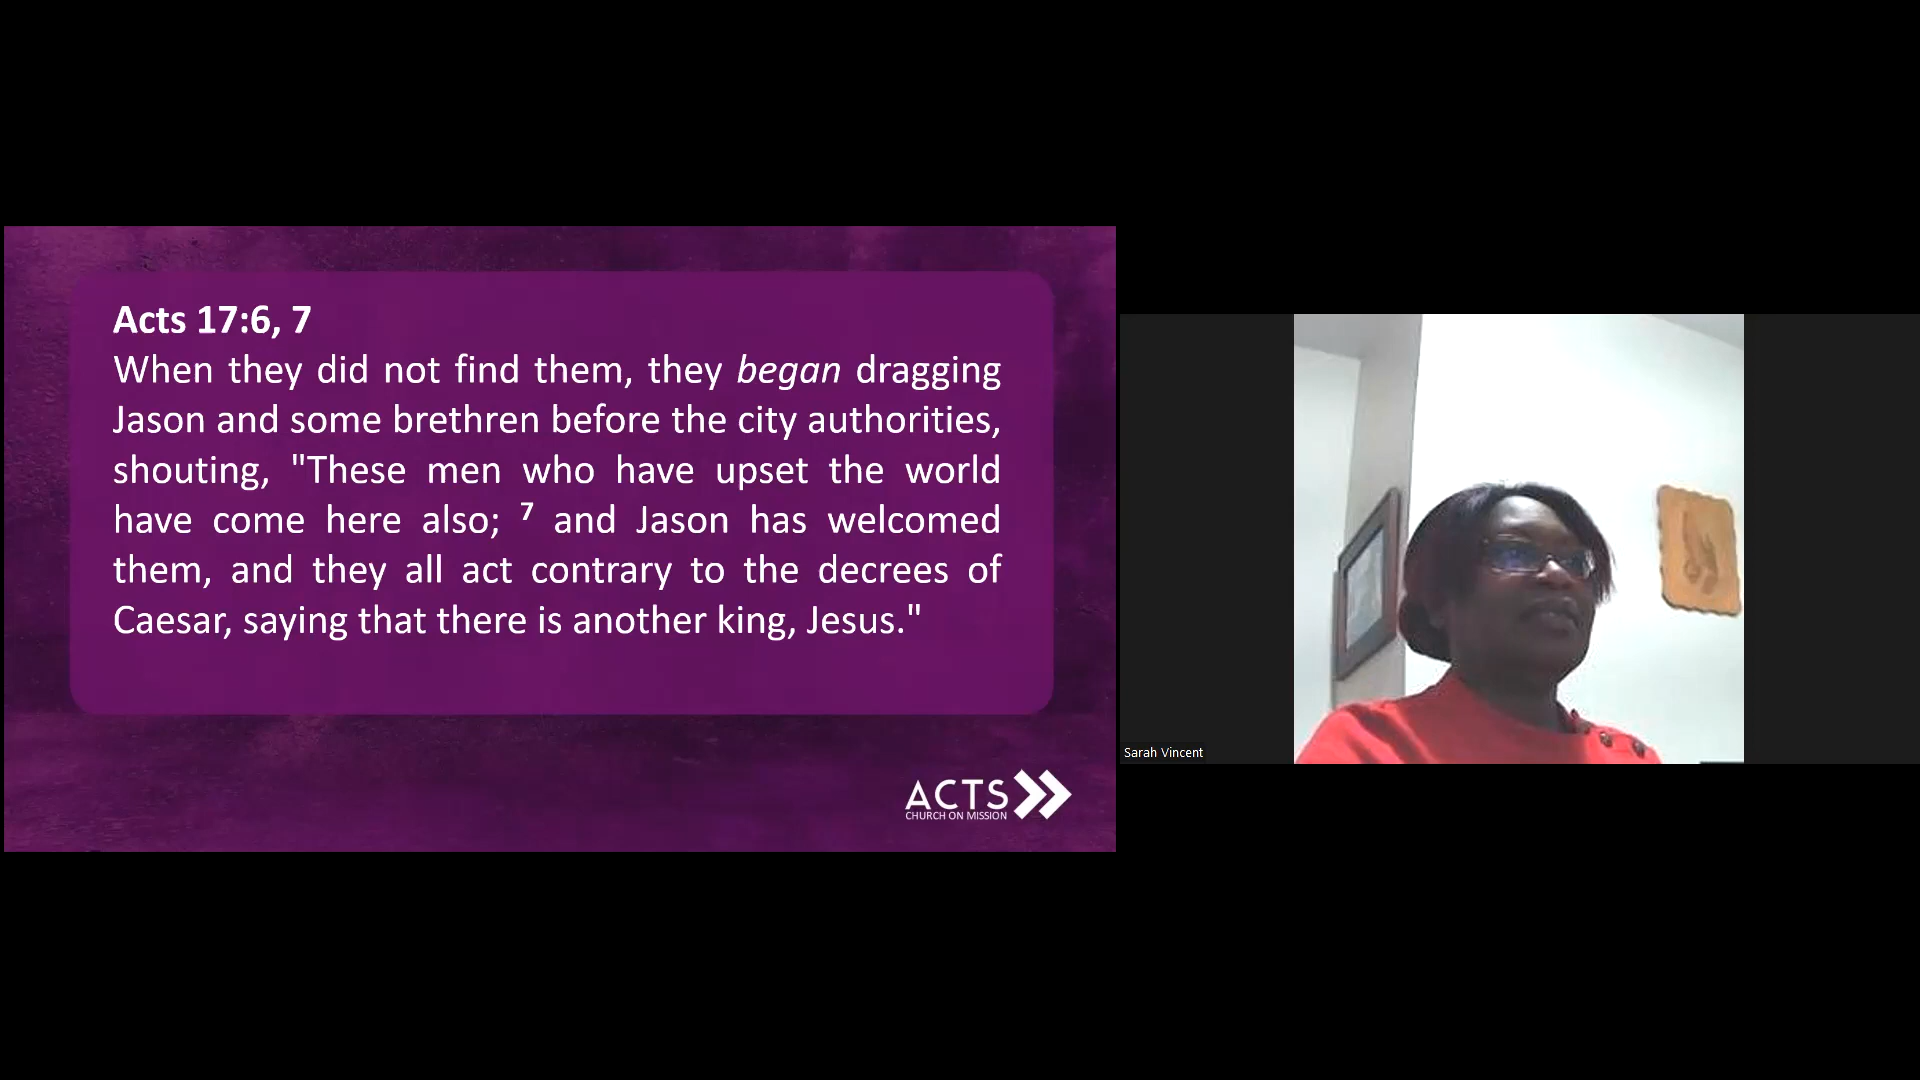 Acts 17:6, 7
When they did not find them, they began dragging
Jason and some brethren before the city authorities,
shouting, "These men who have upset the world
have come here also; ⁷ and Jason has welcomed
them, and they all act contrary to the decrees of
Caesar, saying that there is another king, Jesus."
ACTS
CHURCH ON MISSION
Sarah Vincent